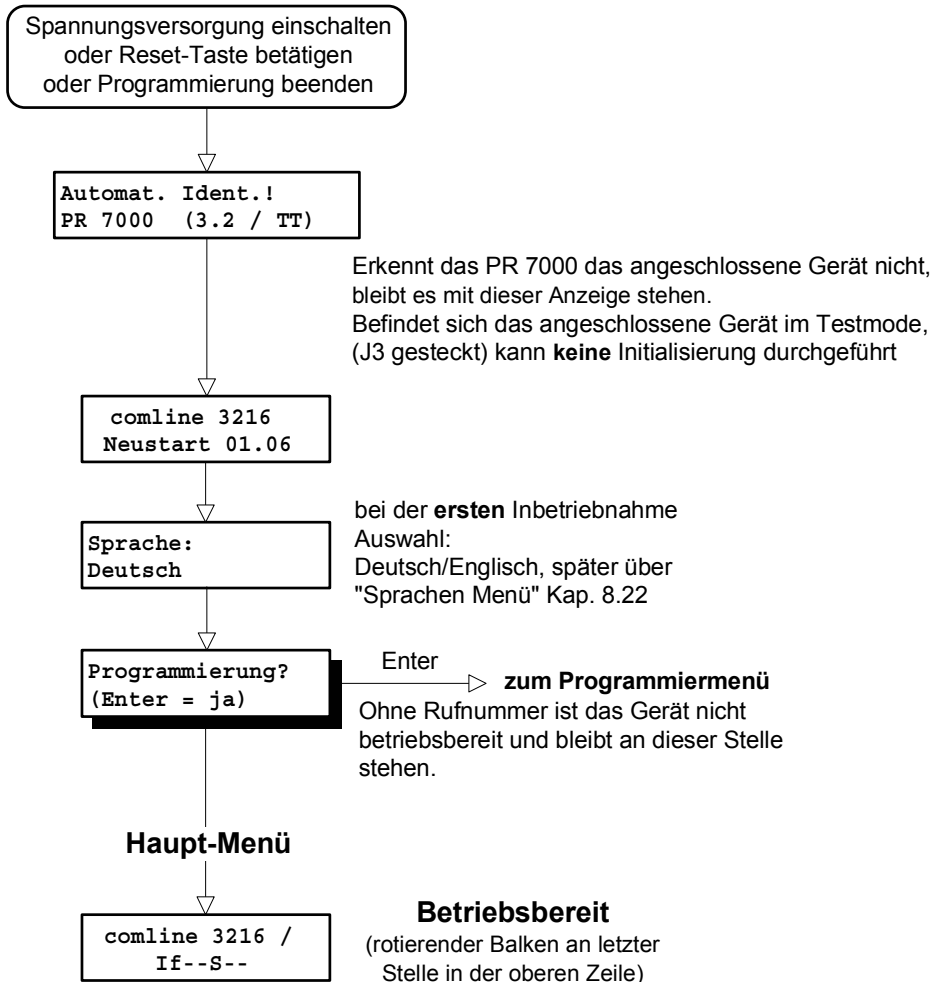 Spannungsversorgung einschalten
oder Reset-Taste betätigen
oder Programmierung beenden
Automat. Ident.!
PR 7000 (3.2 / TT)
Erkennt das PR 7000 das angeschlossene Gerät nicht,
bleibt es mit dieser Anzeige stehen.
Befindet sich das angeschlossene Gerät im Testmode,
(J3 gesteckt) kann keine Initialisierung durchgeführt
comline 3216
Neustart 01.06
bei der ersten Inbetriebnahme
Auswahl:
Deutsch/Englisch, später über
"Sprachen Menü" Kap. 8.22
Sprache:
Deutsch
Programmierung?
(Enter = ja)
Enter
zum Programmiermenü
Ohne Rufnummer ist das Gerät nicht
betriebsbereit und bleibt an dieser Stelle
stehen.
Haupt-Menü
comline 3216 /
If--S--
Betriebsbereit
(rotierender Balken an letzter
Stelle in der oberen Zeile)